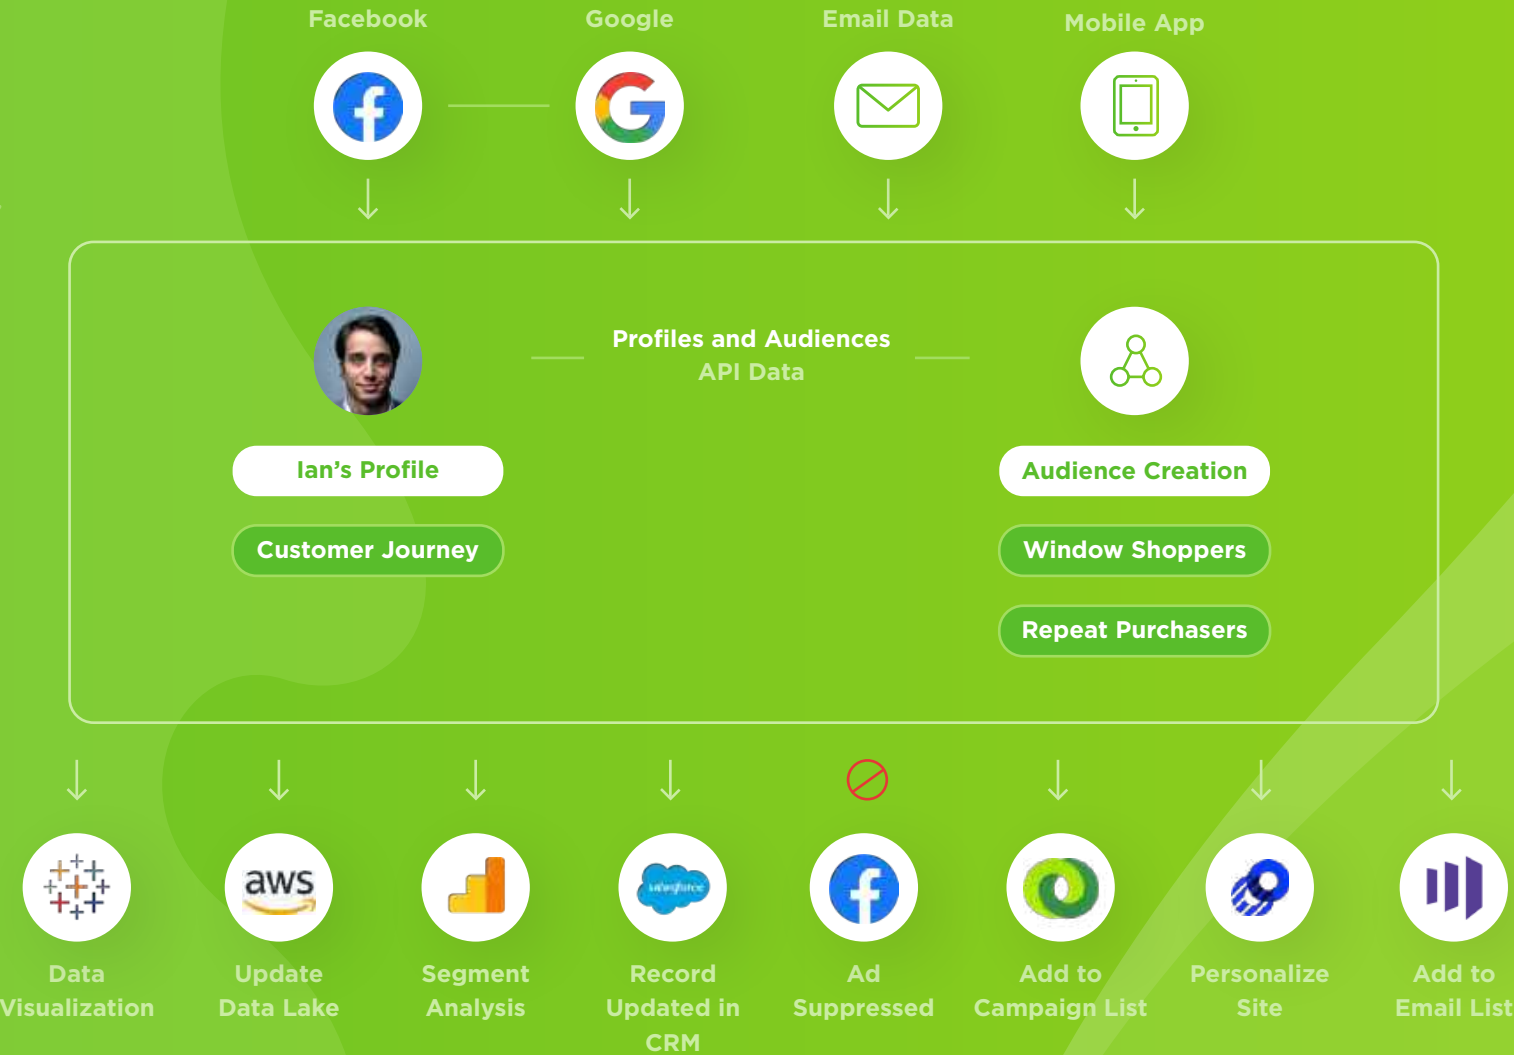 Facebook
Google
Email Data
Mobile App
Profiles and Audiences
API Data
Ian’s Profile
Audience Creation
Customer Journey
Window Shoppers
Repeat Purchasers
aws
salesforce
Data
Visualization
Update
Data Lake
Segment
Analysis
Record
Updated in
CRM
Ad
Suppressed
Add to
Campaign List
Personalize
Site
Add to
Email List